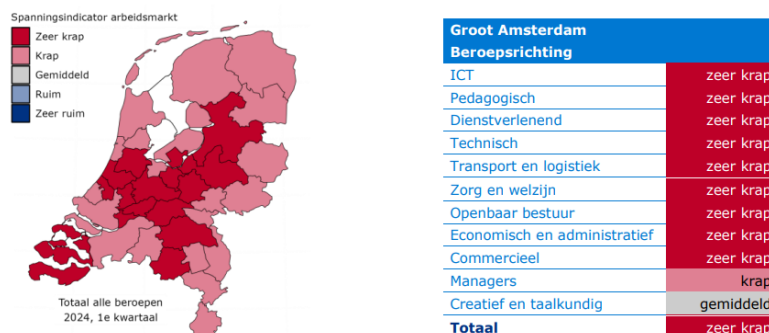 Spanningsindicator arbeidsmarkt
Zeer krap
Krap
Gemiddeld
Ruim
Zeer ruim
Totaal alle beroepen
2024, 1e kwartaal
Groot Amsterdam
Beroepsrichting
ICT zeer krap
Pedagogisch zeer krap
Dienstverlenend zeer krap
Technisch zeer krap
Transport en logistiek zeer krap
Zorg en welzijn zeer krap
Openbaar bestuur zeer krap
Economisch en administratief zeer krap
Commercieel zeer krap
Managers krap
Creatief en taalkundig gemiddeld
Totaal zeer krap